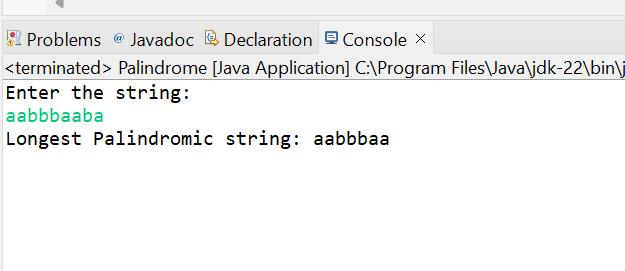 Problems @ Javadoc Declaration Console
<terminated> Palindrome [Java Application] C:\Program Files\Java\jdk-22\bin\j
Enter the string:
aabbbaaba
Longest Palindromic string: aabbbaa